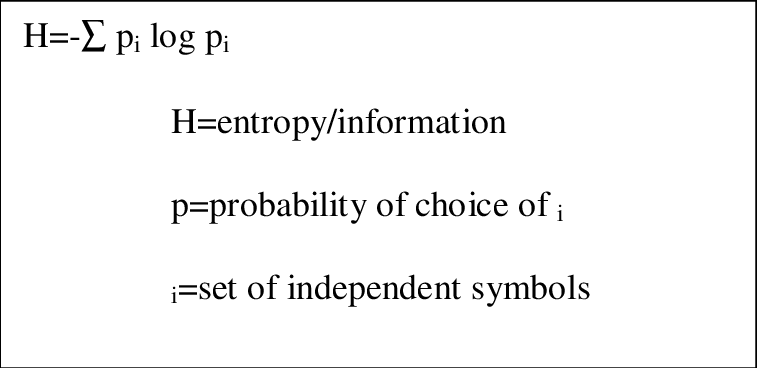 H=-Σ pᵢ log pᵢ
H=entropy/information
p=probability of choice of ᵢ
ᵢ=set of independent symbols